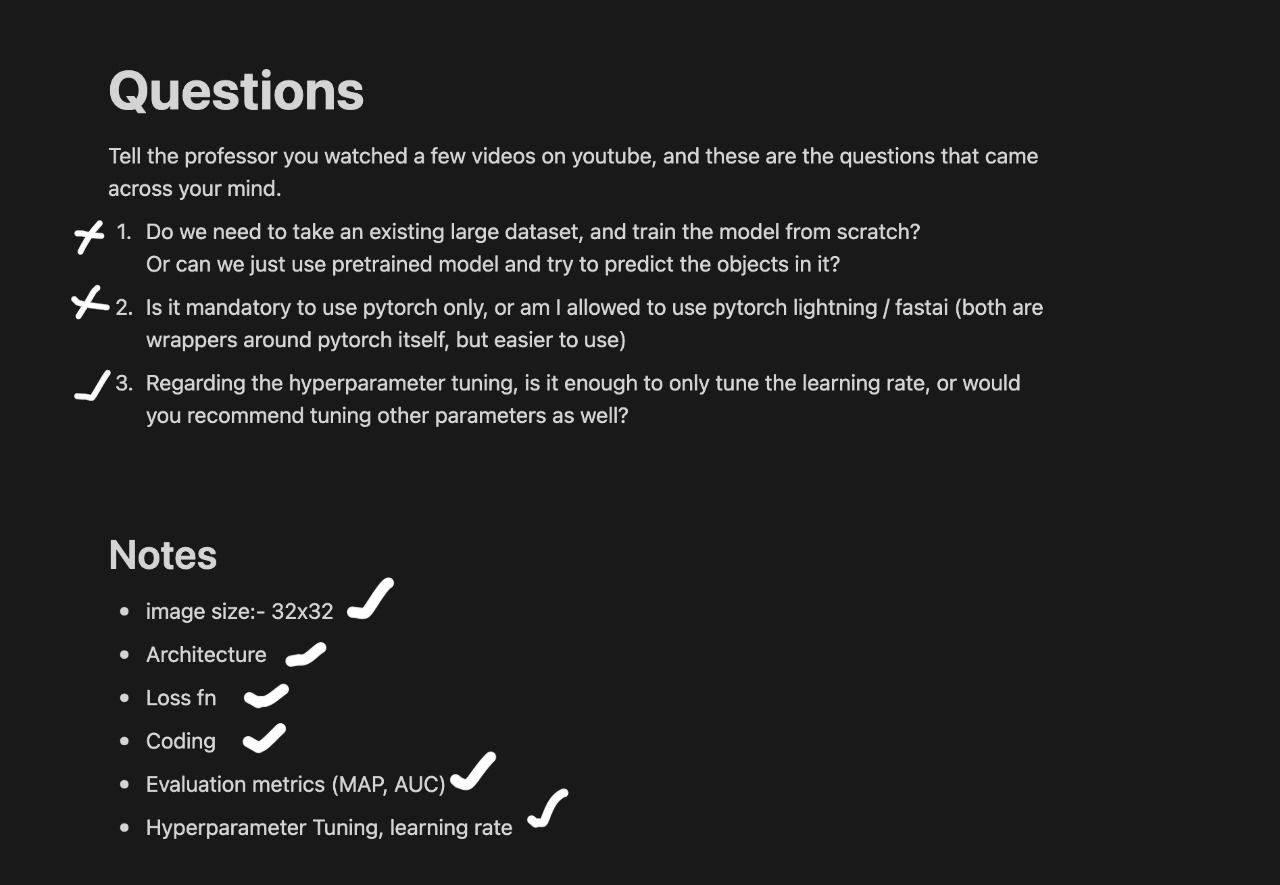 Questions
Tell the professor you watched a few videos on youtube, and these are the questions that came
across your mind.
1. Do we need to take an existing large dataset, and train the model from scratch?
Or can we just use pretrained model and try to predict the objects in it?
2. Is it mandatory to use pytorch only, or am I allowed to use pytorch lightning / fastai (both are
wrappers around pytorch itself, but easier to use)
3. Regarding the hyperparameter tuning, is it enough to only tune the learning rate, or would
you recommend tuning other parameters as well?
Notes
• image size:- 32x32
• Architecture
• Loss fn
• Coding
• Evaluation metrics (MAP, AUC)
• Hyperparameter Tuning, learning rate